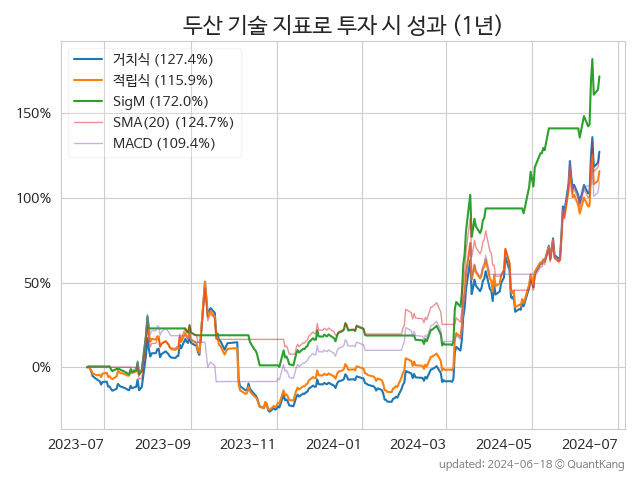 두산 기술 지표로 투자 시 성과 (1년)
거치식 (127.4%)
적립식 (115.9%)
SigM (172.0%)
SMA(20) (124.7%)
MACD (109.4%)
150%
100%
50%
0%
2023-07 2023-09 2023-11 2024-01 2024-03 2024-05 2024-07
updated: 2024-06-18 ⓒ QuantKang